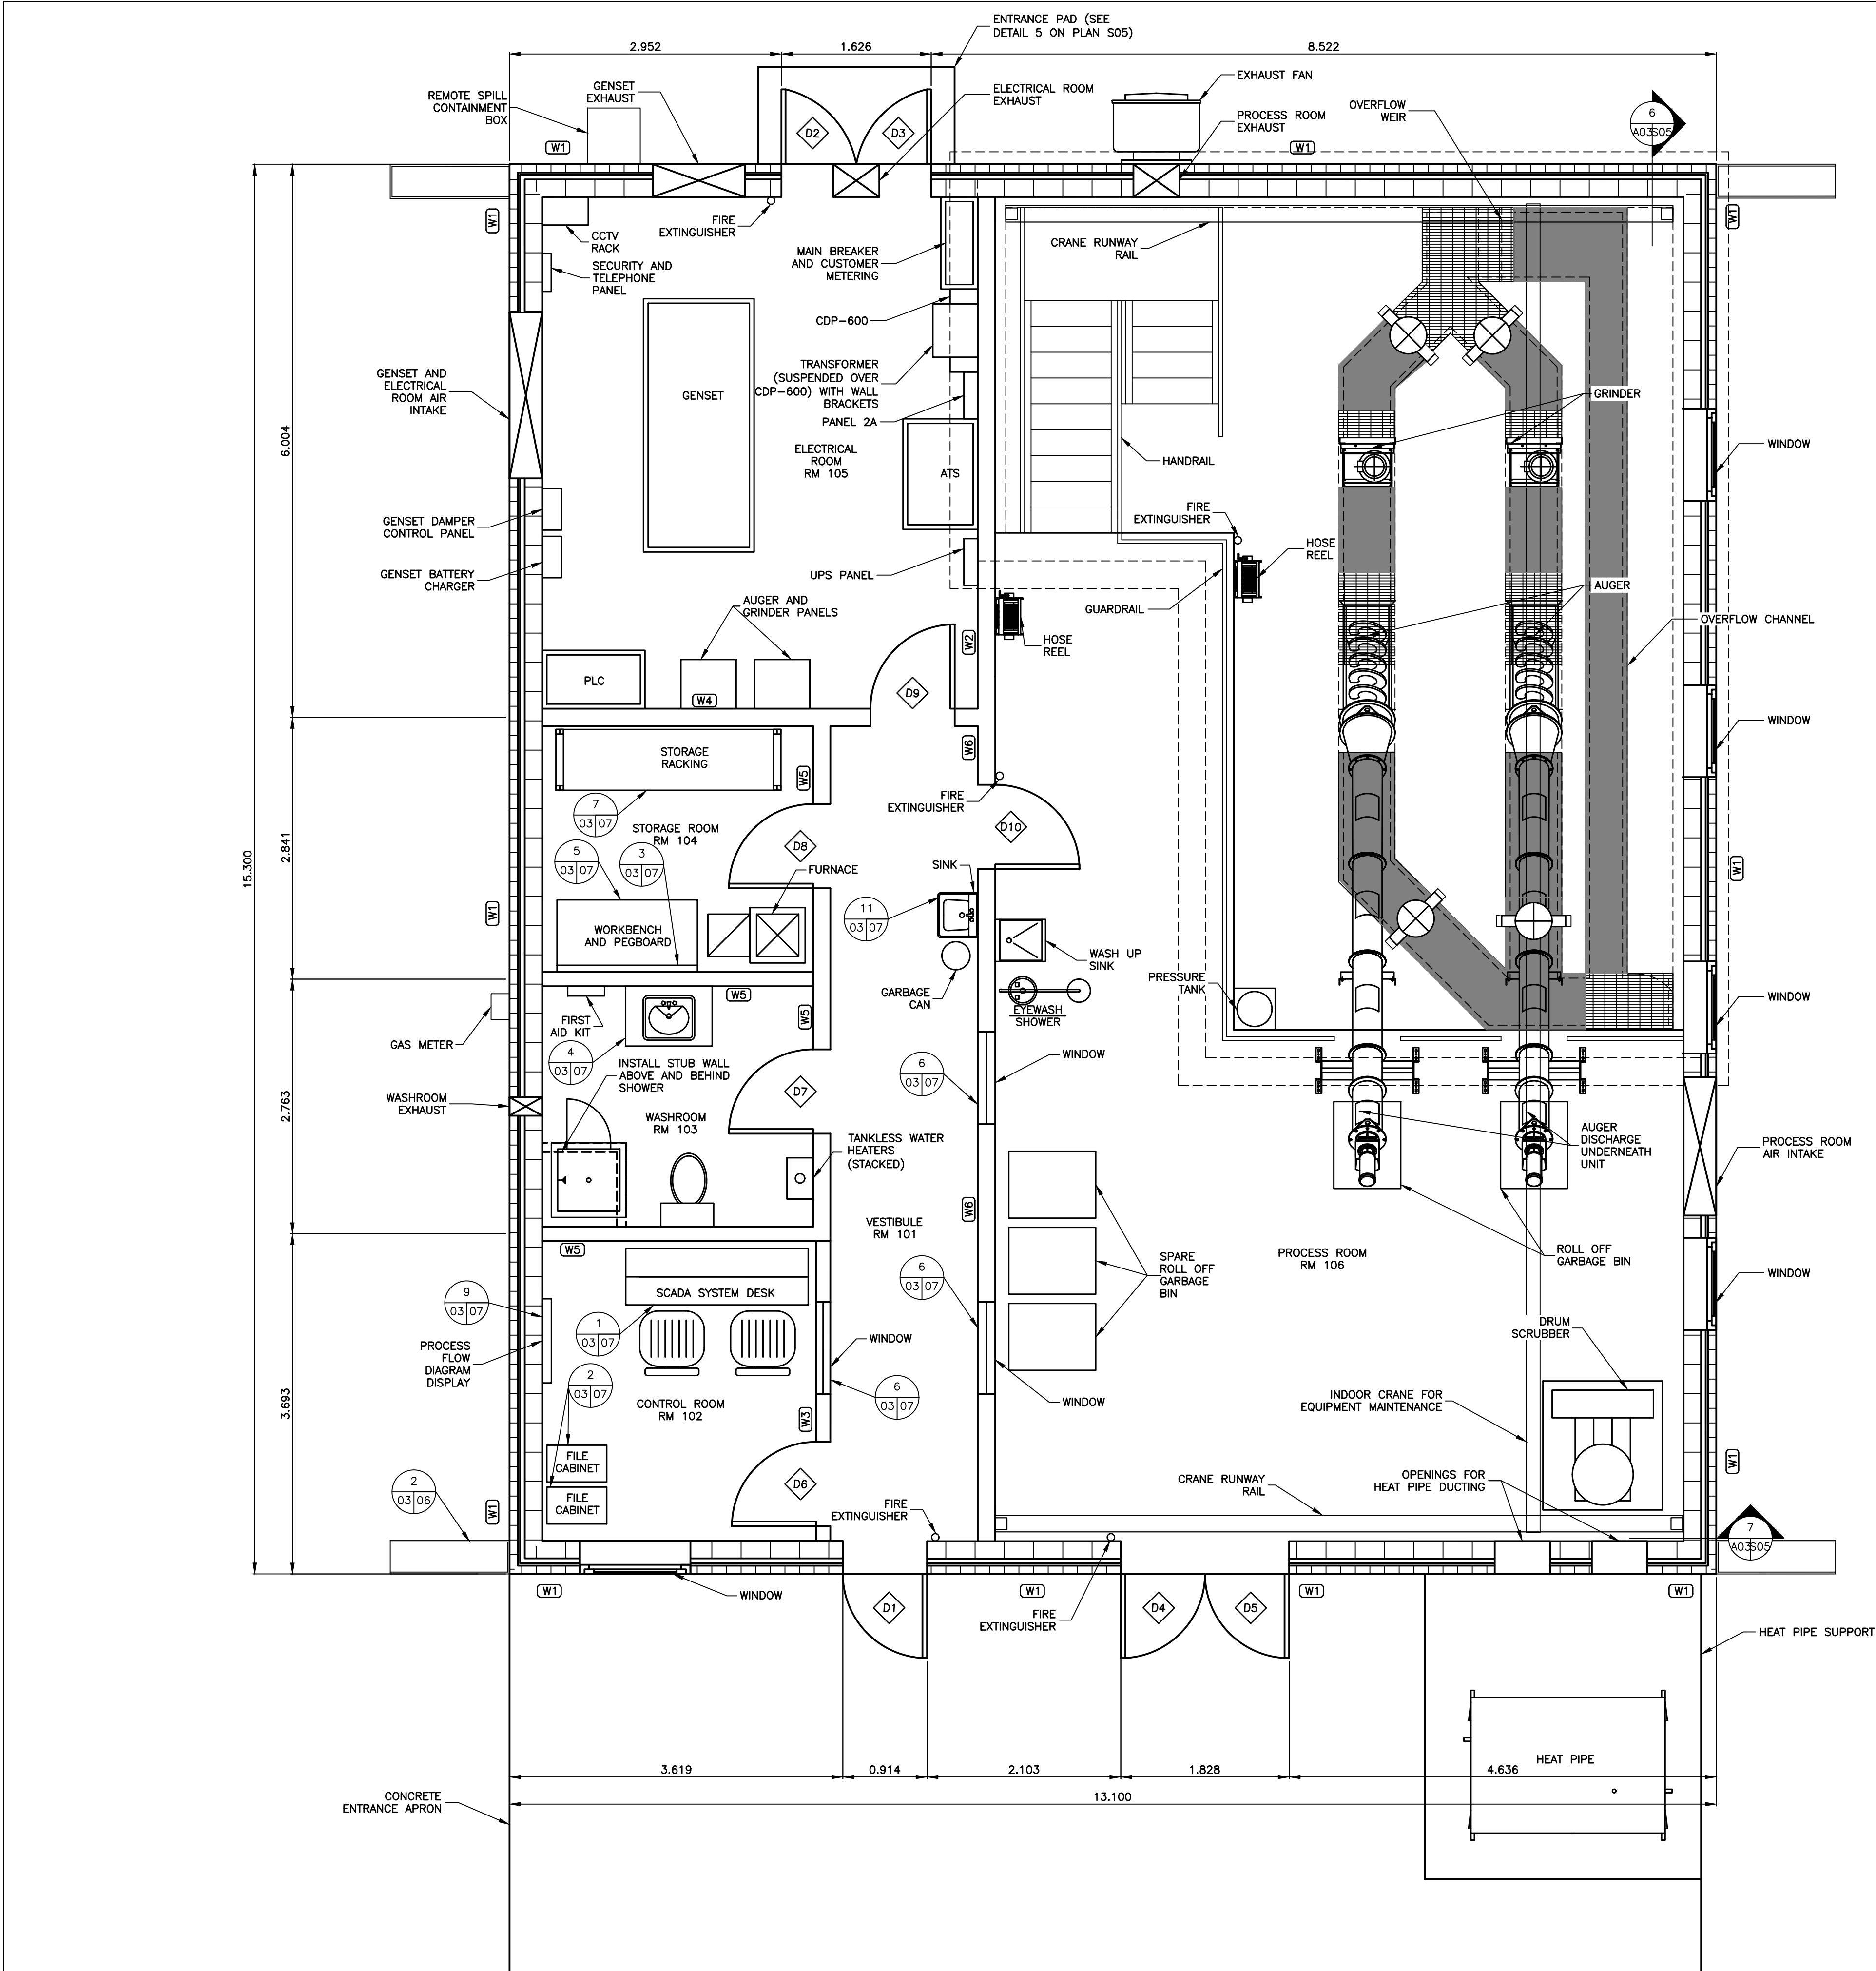 ENTRANCE PAD (SEE
DETAIL 5 ON PLAN S05)
2.952
1.626
8.522
REMOTE SPILL
CONTAINMENT
BOX
GENSET
EXHAUST
ELECTRICAL ROOM
EXHAUST
EXHAUST FAN
PROCESS ROOM
EXHAUST
OVERFLOW
WEIR
6
A03S05
D2
D3
W1
W1
W1
W1
FIRE
EXTINGUISHER
CCTV
RACK
SECURITY AND
TELEPHONE
PANEL
MAIN BREAKER
AND CUSTOMER
METERING
CRANE RUNWAY
RAIL
CDP-600
GENSET AND
ELECTRICAL
ROOM AIR
INTAKE
GENSET
TRANSFORMER
(SUSPENDED OVER
CDP-600) WITH WALL
BRACKETS
PANEL 2A
GRINDER
WINDOW
6.004
ELECTRICAL
ROOM
RM 105
ATS
HANDRAIL
GENSET DAMPER
CONTROL PANEL
FIRE
EXTINGUISHER
HOSE
REEL
GENSET BATTERY
CHARGER
UPS PANEL
AUGER
AUGER AND
GRINDER PANELS
GUARDRAIL
OVERFLOW CHANNEL
W2
HOSE
REEL
PLC
W4
D9
WINDOW
STORAGE
RACKING
W5
W6
7
03 07
FIRE
EXTINGUISHER
STORAGE ROOM
RM 104
D8
D10
5
03 07
3
03 07
FURNACE
SINK
2.841
15.300
W1
W1
11
03 07
WORKBENCH
AND PEGBOARD
WASH UP
SINK
GARBAGE
CAN
PRESSURE
TANK
W5
W5
WINDOW
EYEWASH
SHOWER
FIRST
AID KIT
GAS METER
4
03 07
INSTALL STUB WALL
ABOVE AND BEHIND
SHOWER
6
03 07
WINDOW
WASHROOM
EXHAUST
D7
WASHROOM
RM 103
2.763
TANKLESS WATER
HEATERS
(STACKED)
AUGER
DISCHARGE
UNDERNEATH
UNIT
PROCESS ROOM
AIR INTAKE
W6
VESTIBULE
RM 101
W5
SPARE
ROLL OFF
GARBAGE
BIN
PROCESS ROOM
RM 106
ROLL OFF
GARBAGE BIN
WINDOW
6
03 07
SCADA SYSTEM DESK
9
03 07
1
03 07
PROCESS
FLOW
DIAGRAM
DISPLAY
WINDOW
DRUM
SCRUBBER
2
03 07
6
03 07
WINDOW
INDOOR CRANE FOR
EQUIPMENT MAINTENANCE
3.693
CONTROL ROOM
RM 102
W3
FILE
CABINET
FILE
CABINET
D6
W1
2
03 06
W1
FIRE
EXTINGUISHER
CRANE RUNWAY
RAIL
OPENINGS FOR
HEAT PIPE DUCTING
7
A03S05
W1
WINDOW
D1
W1
FIRE
EXTINGUISHER
D4
D5
W1
W1
HEAT PIPE SUPPORT
HEAT PIPE
3.619
0.914
2.103
1.828
4.636
13.100
CONCRETE
ENTRANCE APRON